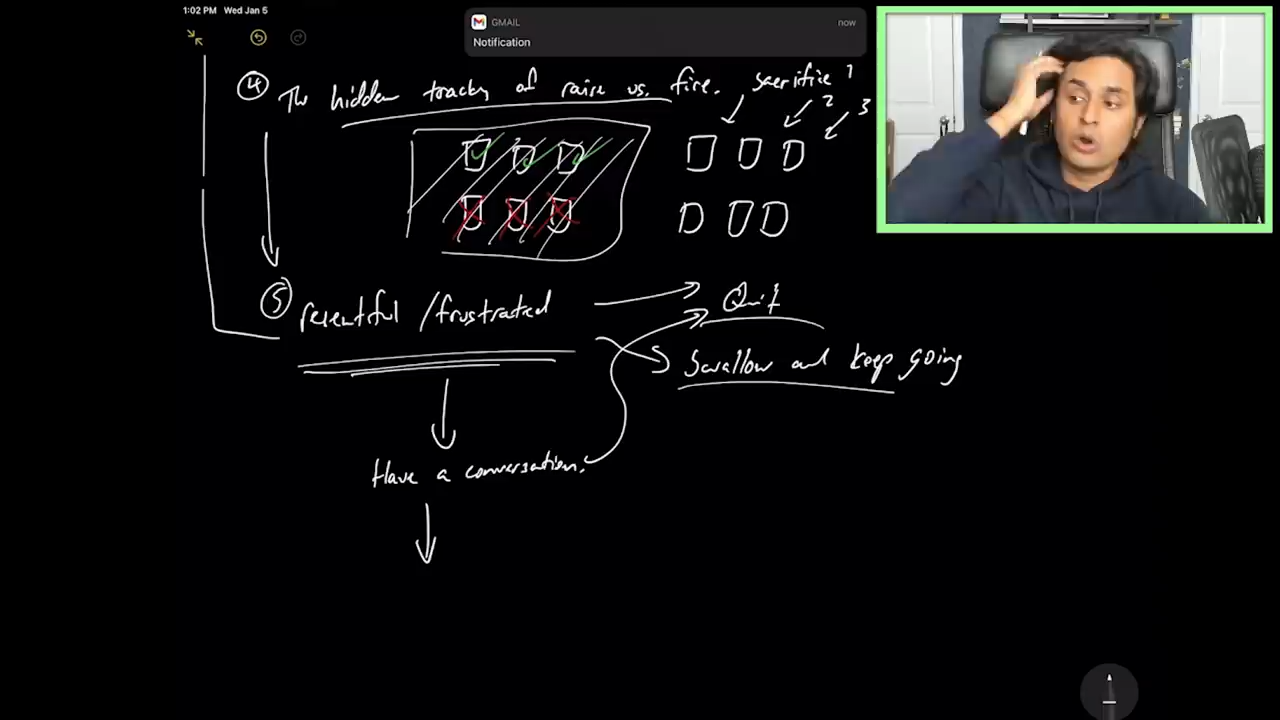 1:02 PM Wed Jan 5
GMAIL
now
Notification
④ The hidden tracking of raise vs. fire. sacrifice 1
2
3
⑤ resentful /frustrated
Quit
Swallow and keep going
Have a conversation.